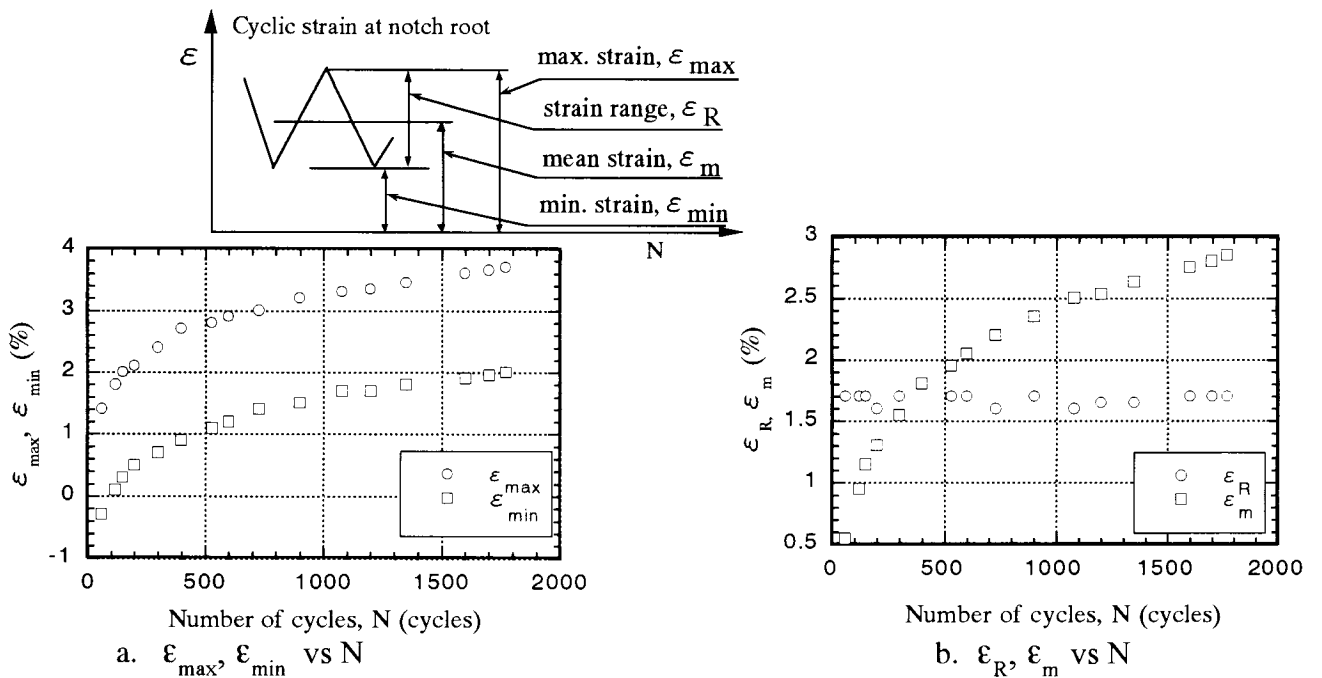 Cyclic strain at notch root
ε
max. strain, ε max
strain range, ε R
mean strain, ε m
min. strain, ε min
N
4
3
2
1
0
-1
ε max, ε min (%)
ε max
ε min
0 500 1000 1500 2000
Number of cycles, N (cycles)
a. ε max, ε min vs N
3
2.5
2
1.5
1
0.5
ε R, ε m (%)
ε R
ε m
0 500 1000 1500 2000
Number of cycles, N (cycles)
b. ε R, ε m vs N